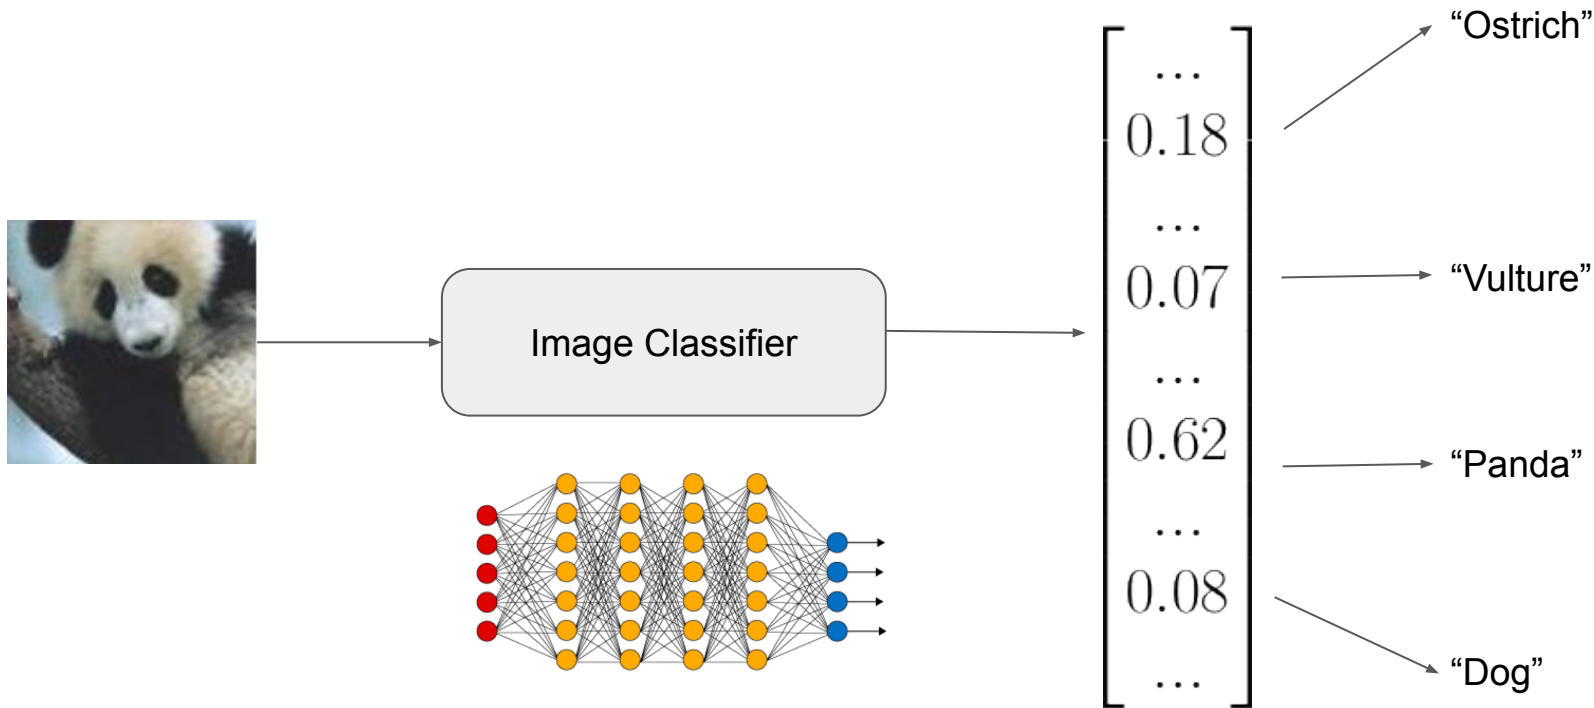 “Ostrich”
...
0.18
...
0.07
“Vulture”
Image Classifier
...
0.62
“Panda”
...
0.08
“Dog”
...